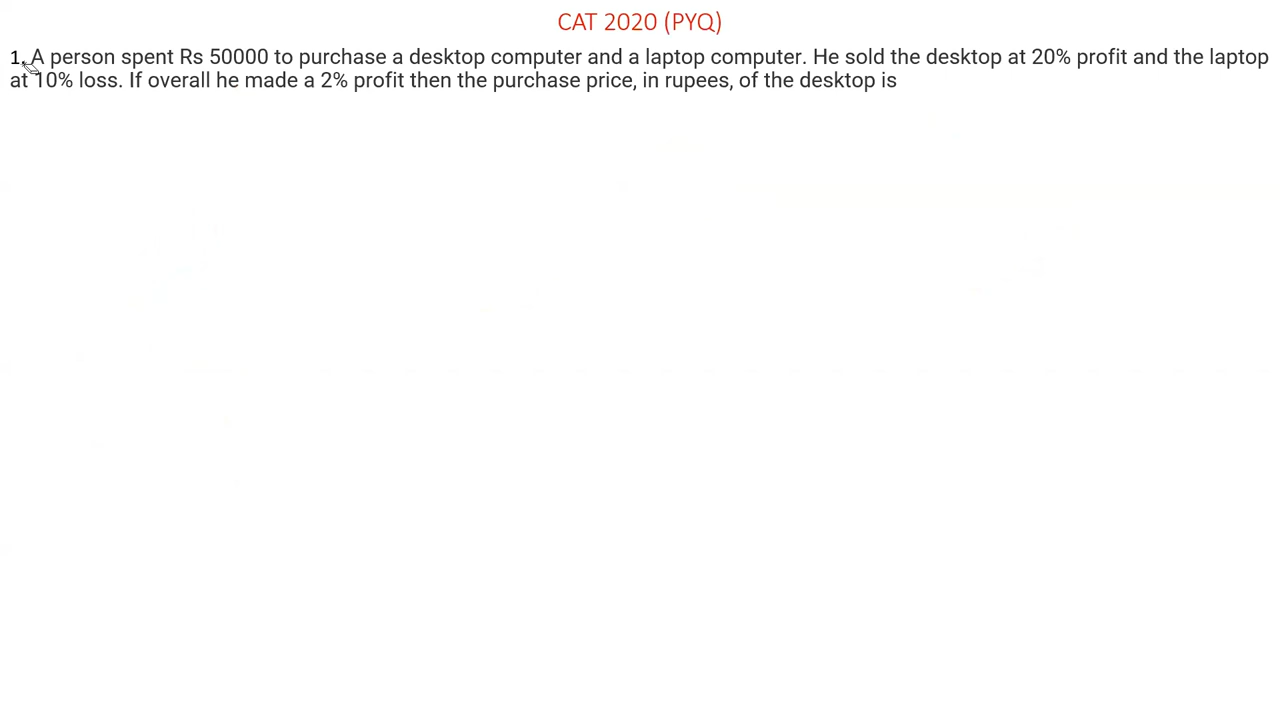 CAT 2020 (PYQ)
1. A person spent Rs 50000 to purchase a desktop computer and a laptop computer. He sold the desktop at 20% profit and the laptop
at 10% loss. If overall he made a 2% profit then the purchase price, in rupees, of the desktop is